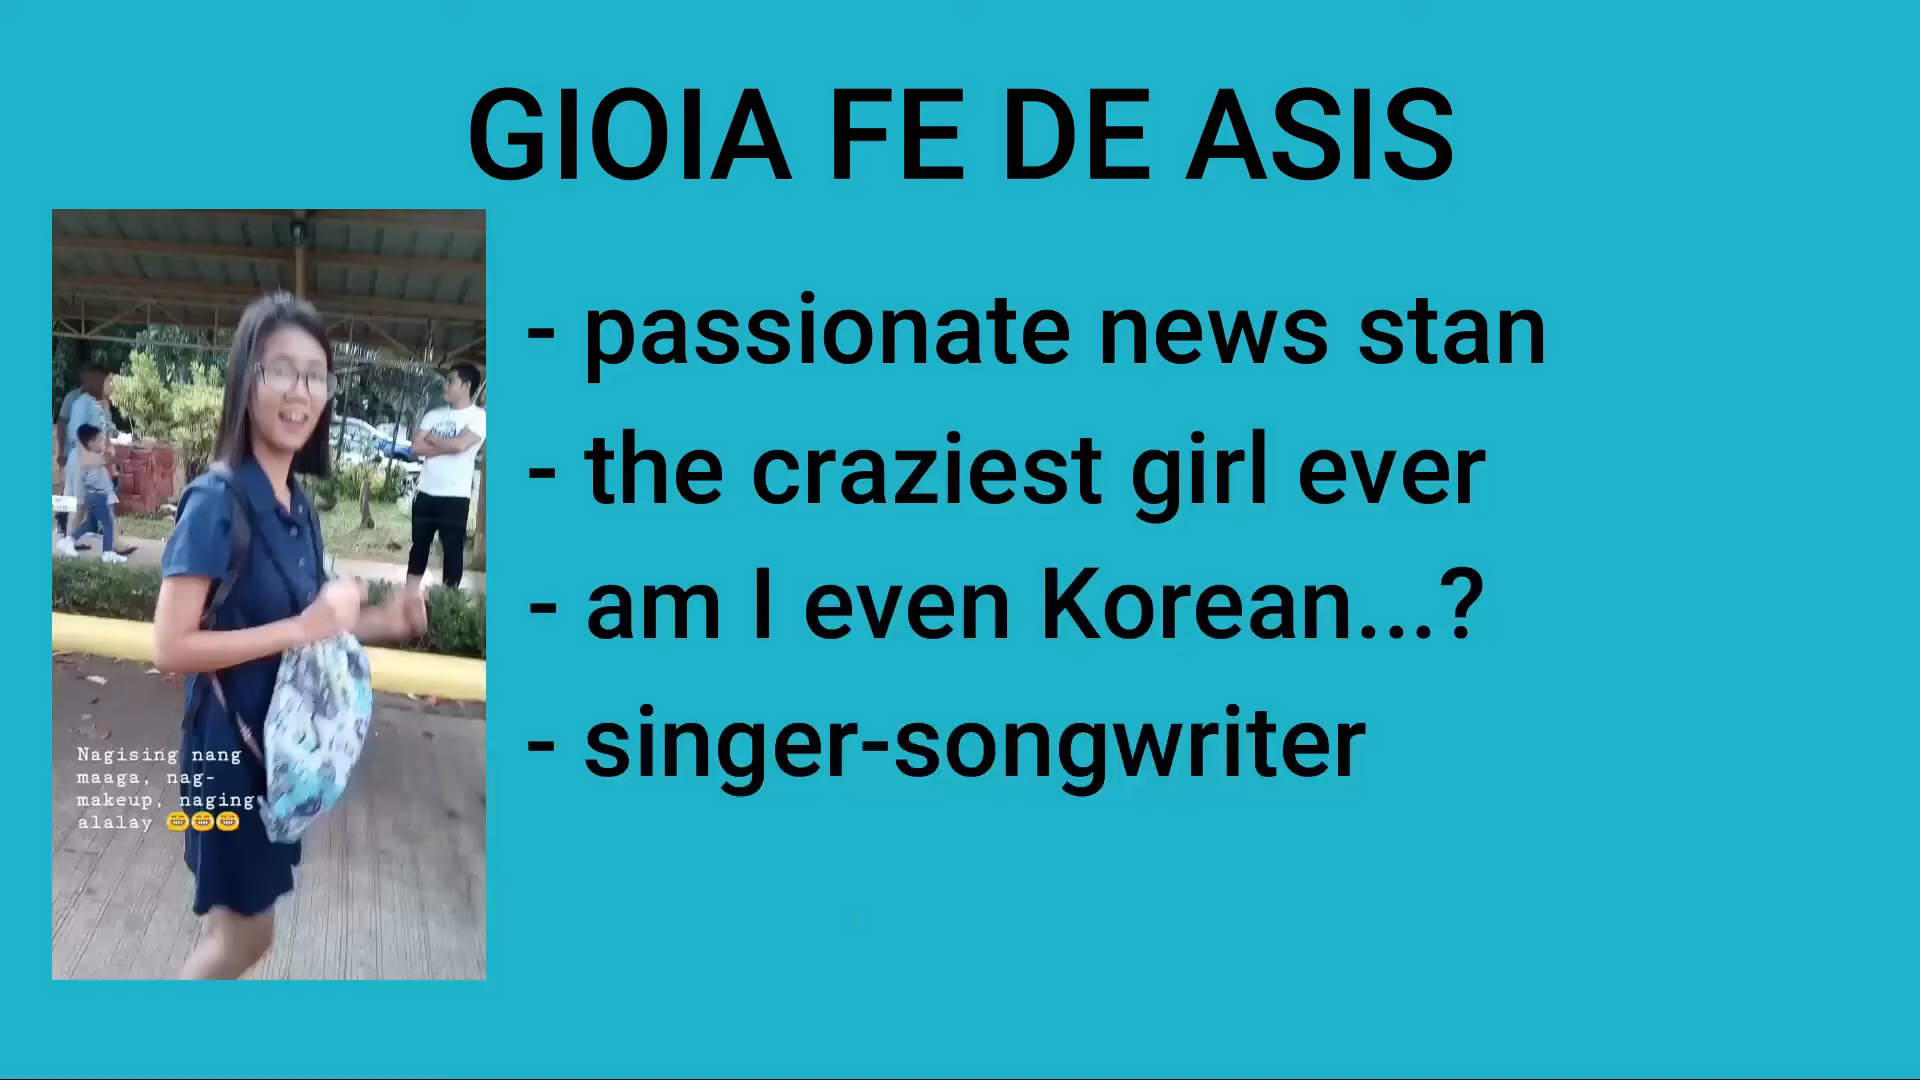 GIOIA FE DE ASIS
- passionate news stan
- the craziest girl ever
- am I even Korean...?
- singer-songwriter
Nagising nang
maaga, nag-
makeup, naging
alalay 😂😂😂